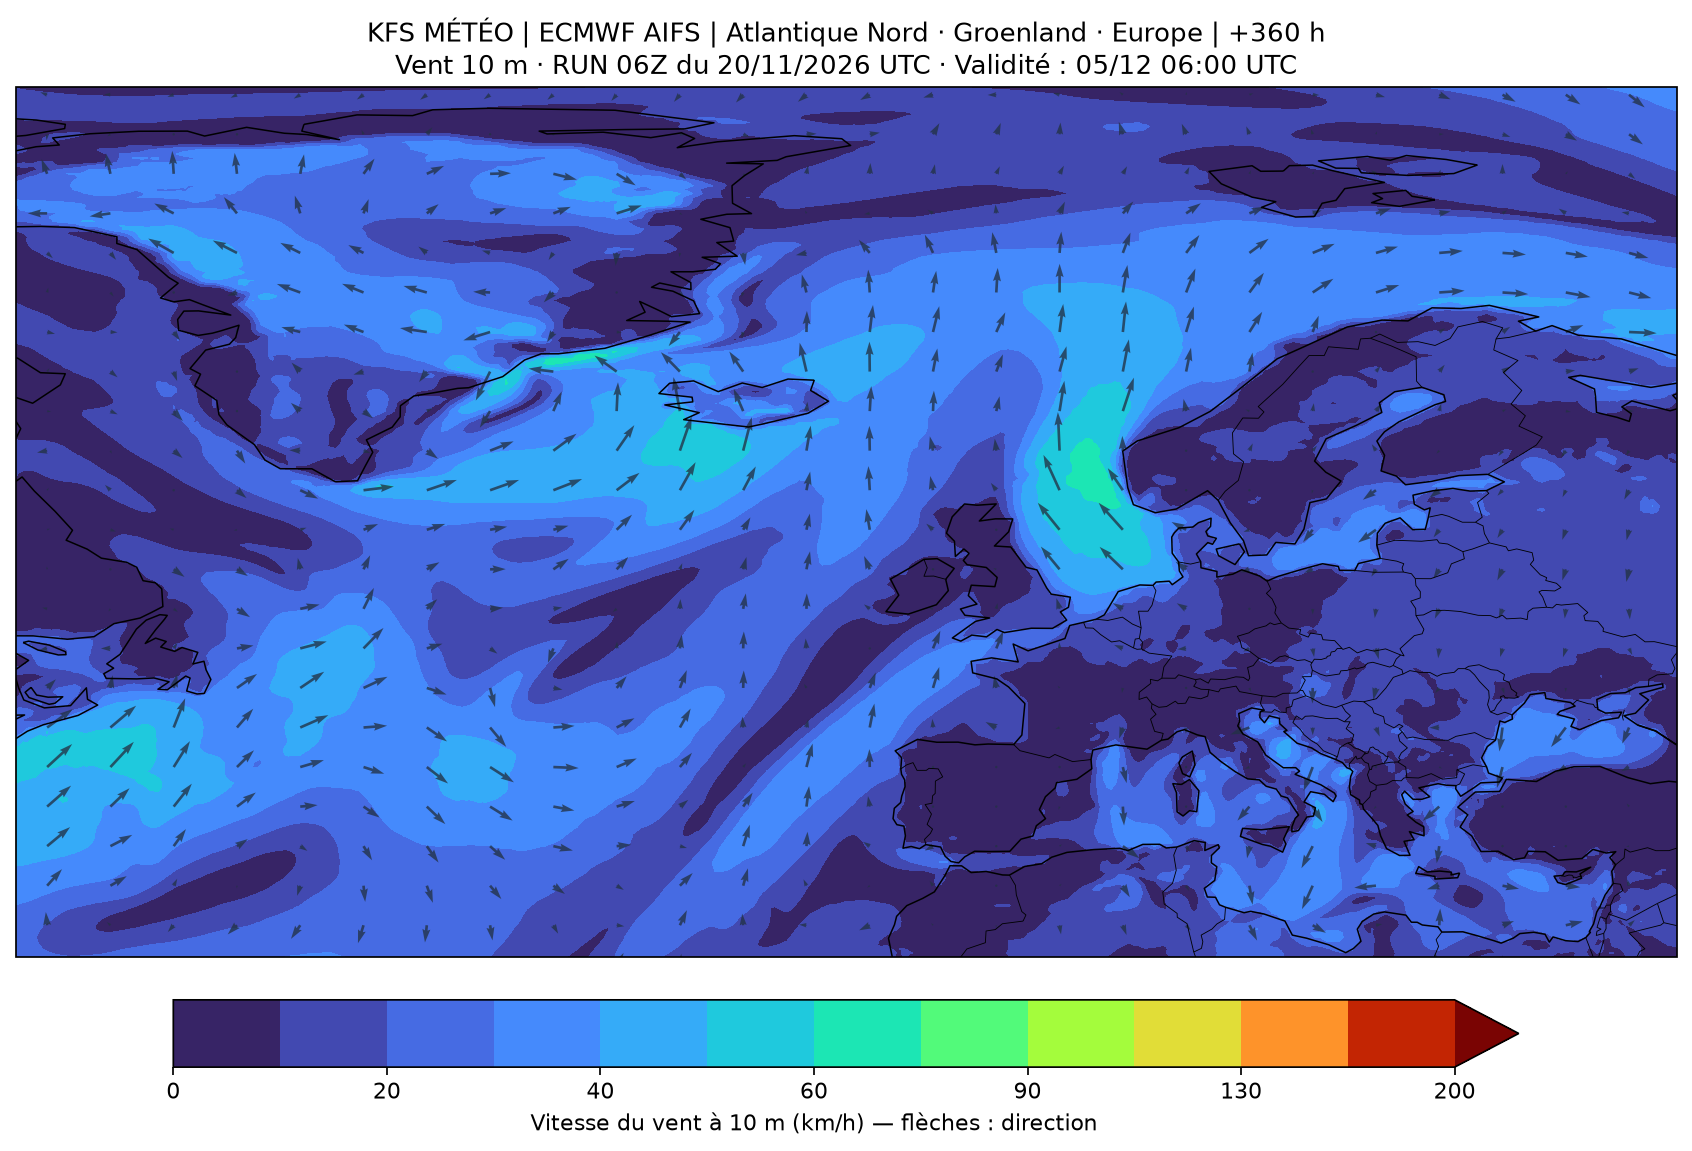 KFS MÉTÉO | ECMWF AIFS | Atlantique Nord · Groenland · Europe | +360 h
Vent 10 m · RUN 06Z du 20/11/2026 UTC · Validité : 05/12 06:00 UTC
0 20 40 60 90 130 200
Vitesse du vent à 10 m (km/h) — flèches : direction